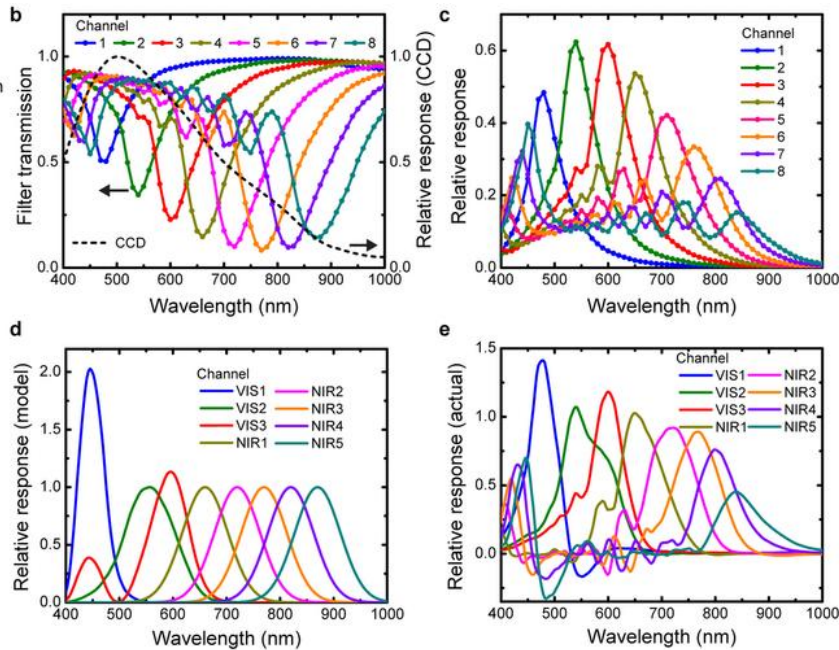 b
Channel
1 2 3 4 5 6 7 8
Filter transmission
1.0
0.5
0.0
Relative response (CCD)
1.0
0.5
0.0
CCD
400 500 600 700 800 900 1000
Wavelength (nm)
c
Relative response
0.6
0.4
0.2
0.0
Channel
1
2
3
4
5
6
7
8
400 500 600 700 800 900 1000
Wavelength (nm)
d
Relative response (model)
2.0
1.5
1.0
0.5
0.0
Channel
VIS1 NIR2
VIS2 NIR3
VIS3 NIR4
NIR1 NIR5
400 500 600 700 800 900 1000
Wavelength (nm)
e
Relative response (actual)
1.5
1.0
0.5
0.0
Channel
VIS1 NIR2
VIS2 NIR3
VIS3 NIR4
NIR1 NIR5
400 500 600 700 800 900 1000
Wavelength (nm)